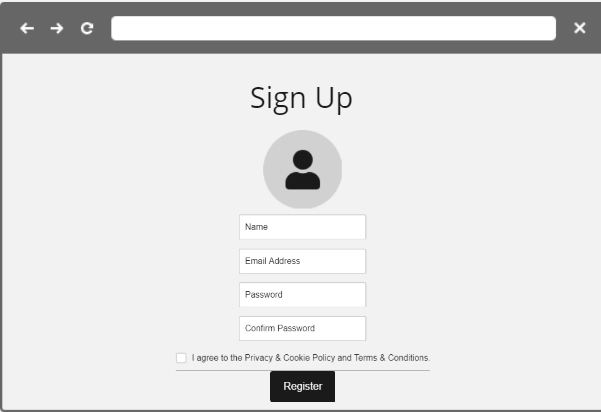 Sign Up
Name
Email Address
Password
Confirm Password
I agree to the Privacy & Cookie Policy and Terms & Conditions.
Register